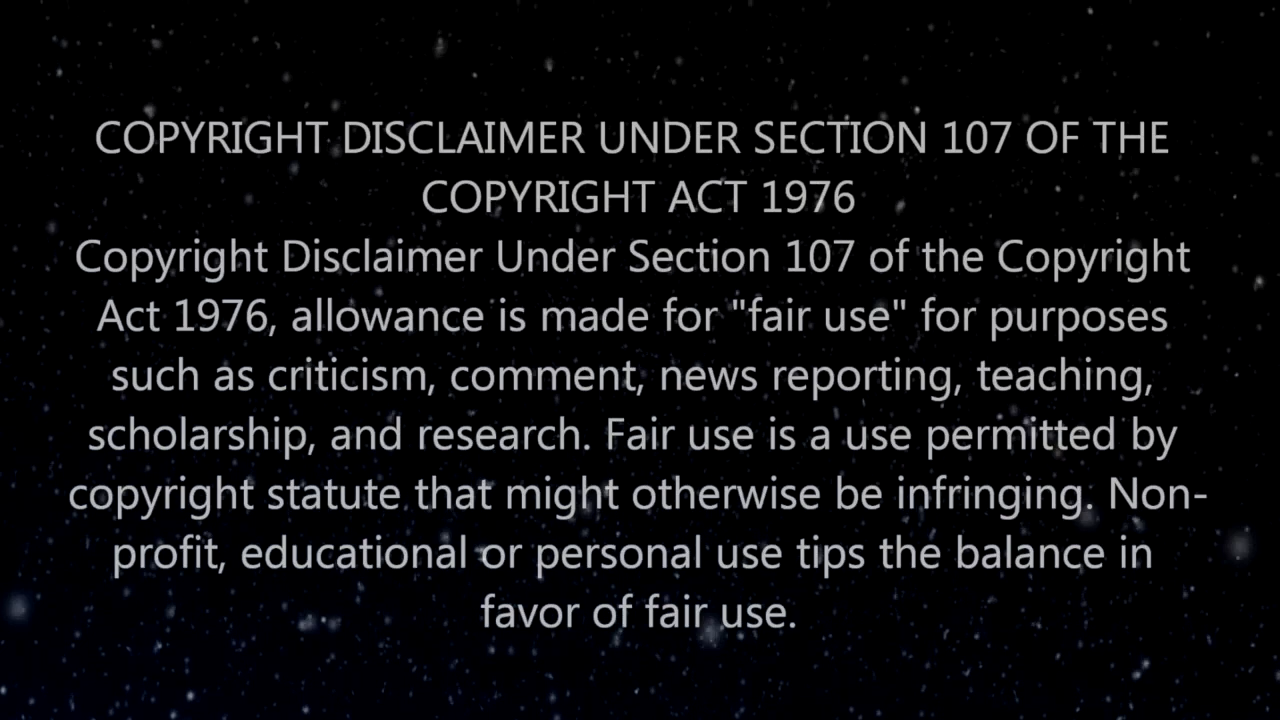 COPYRIGHT DISCLAIMER UNDER SECTION 107 OF THE
COPYRIGHT ACT 1976
Copyright Disclaimer Under Section 107 of the Copyright
Act 1976, allowance is made for "fair use" for purposes
such as criticism, comment, news reporting, teaching,
scholarship, and research. Fair use is a use permitted by
copyright statute that might otherwise be infringing. Non-
profit, educational or personal use tips the balance in
favor of fair use.